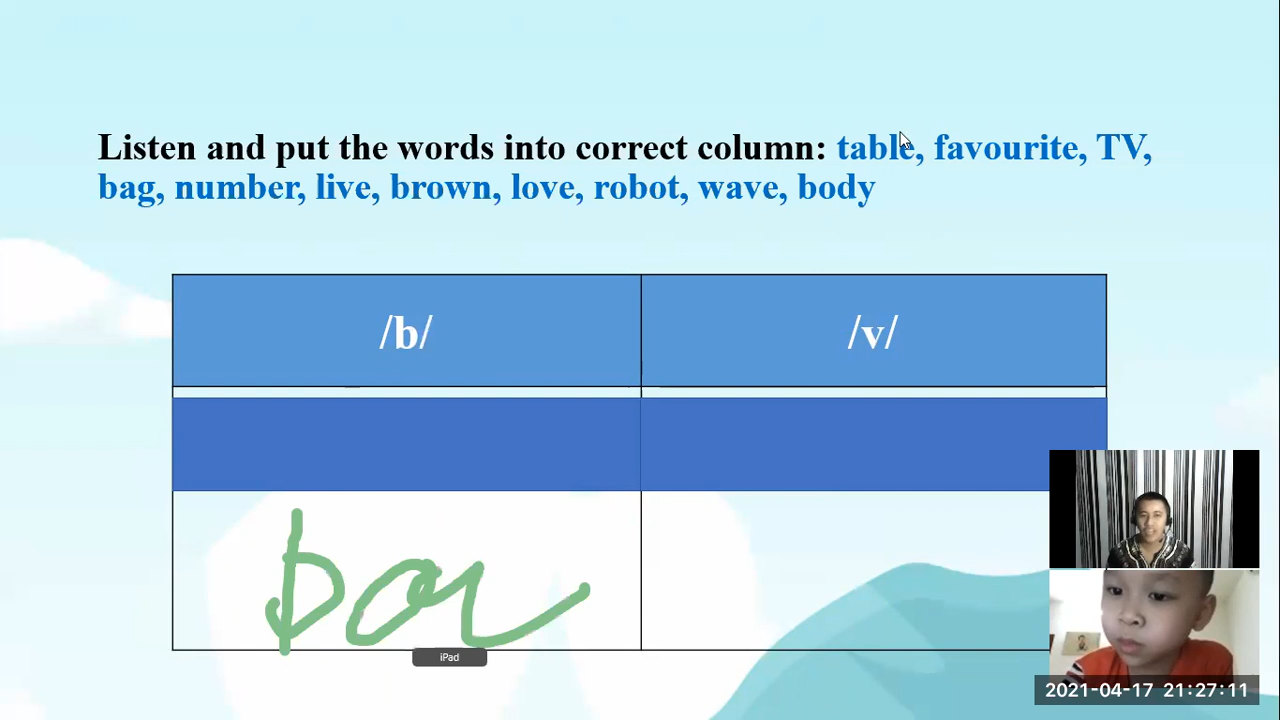 Listen and put the words into correct column: table, favourite, TV,
bag, number, live, brown, love, robot, wave, body
/b/ /v/
iPad
2021-04-17 21:27:11